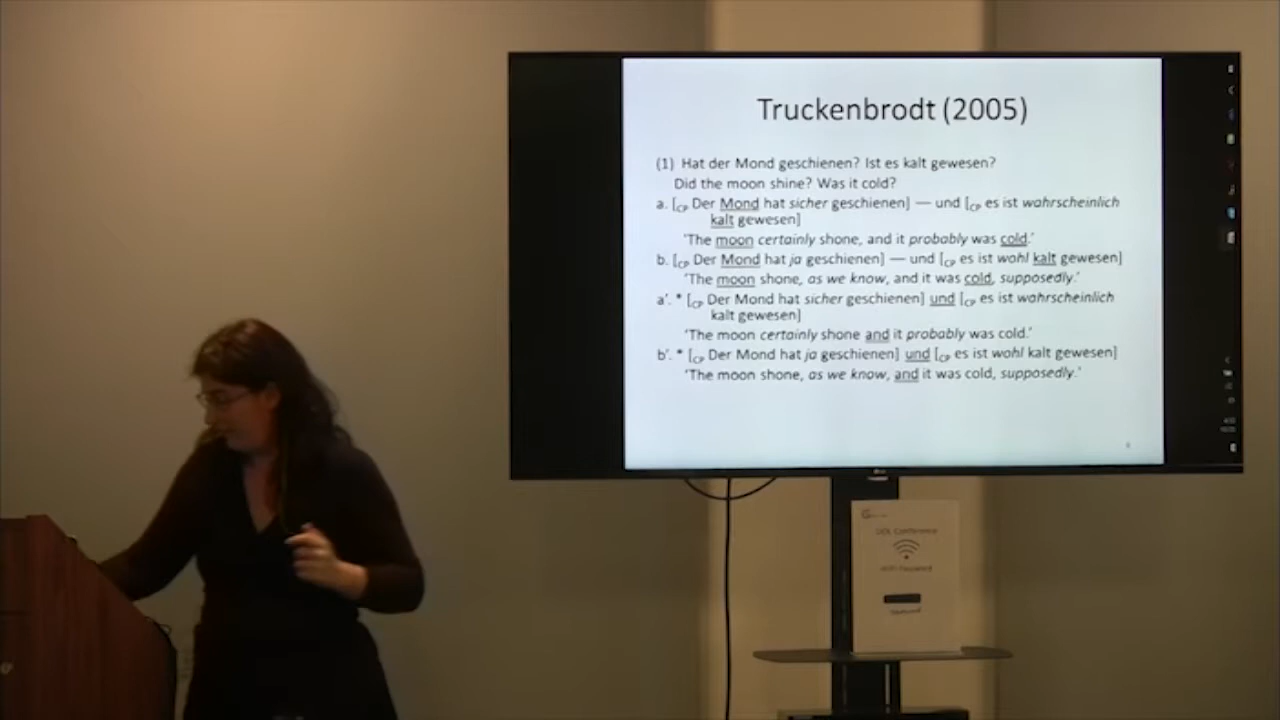 Truckenbrodt (2005)
(1) Hat der Mond geschienen? Ist es kalt gewesen?
Did the moon shine? Was it cold?
a. [CP Der Mond hat sicher geschienen] — und [CP es ist wahrscheinlich
kalt gewesen]
'The moon certainly shone, and it probably was cold.'
b. [CP Der Mond hat ja geschienen] — und [CP es ist wohl kalt gewesen]
'The moon shone, as we know, and it was cold, supposedly.'
a'. * [CP Der Mond hat sicher geschienen] und [CP es ist wahrscheinlich
kalt gewesen]
'The moon certainly shone and it probably was cold.'
b'. * [CP Der Mond hat ja geschienen] und [CP es ist wohl kalt gewesen]
'The moon shone, as we know, and it was cold, supposedly.'
Conference